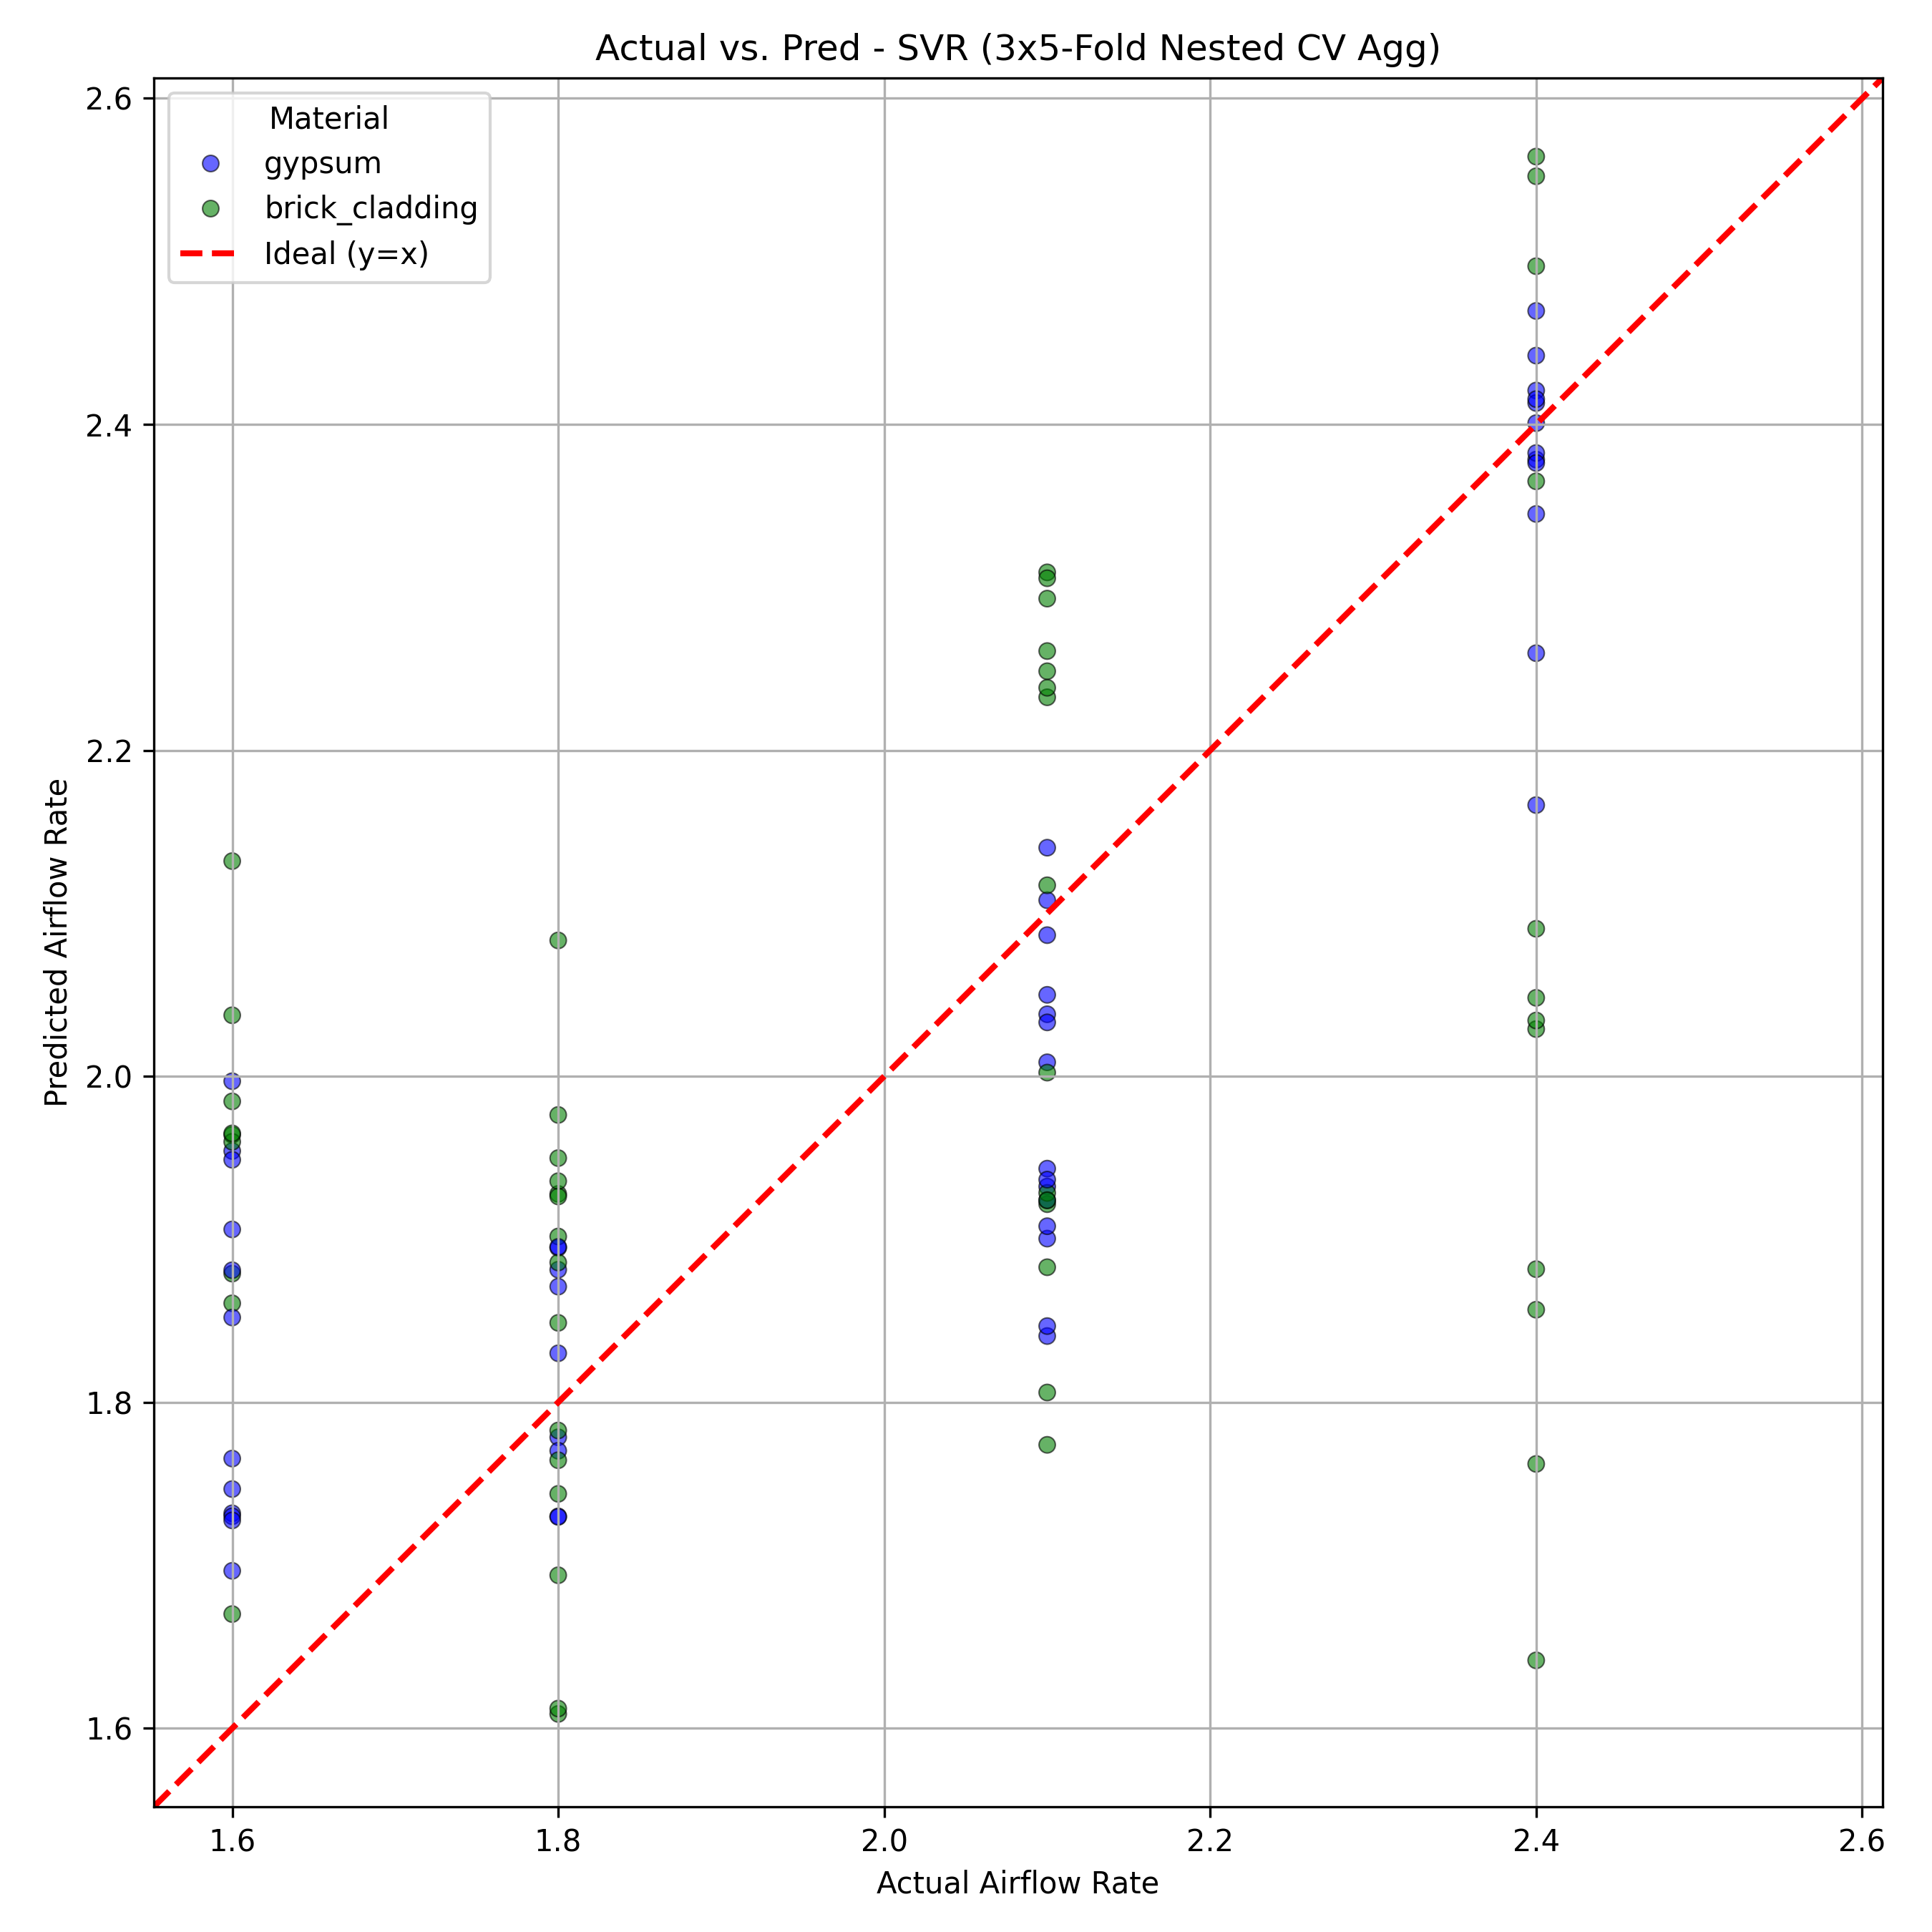 Actual vs. Pred - SVR (3x5-Fold Nested CV Agg)
Material
gypsum
brick_cladding
Ideal (y=x)
Predicted Airflow Rate
2.6
2.4
2.2
2.0
1.8
1.6
1.6
1.8
2.0
2.2
2.4
2.6
Actual Airflow Rate